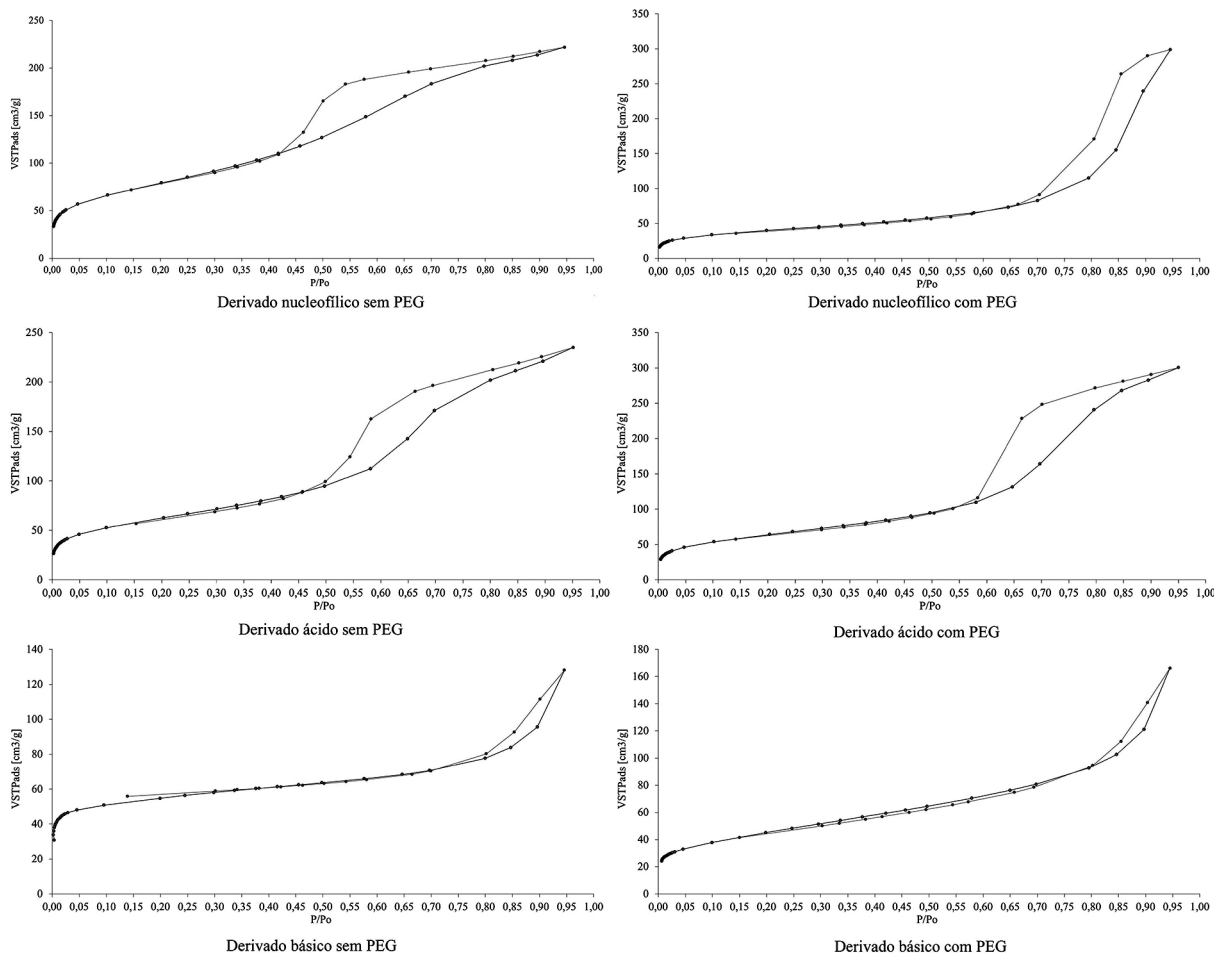 250
200
150
100
50
0
VSTPads [cm3/g]
0,00 0,05 0,10 0,15 0,20 0,25 0,30 0,35 0,40 0,45 0,50 0,55 0,60 0,65 0,70 0,75 0,80 0,85 0,90 0,95 1,00
P/Po
Derivado nucleofílico sem PEG
350
300
250
200
150
100
50
0
VSTPads [cm3/g]
0,00 0,05 0,10 0,15 0,20 0,25 0,30 0,35 0,40 0,45 0,50 0,55 0,60 0,65 0,70 0,75 0,80 0,85 0,90 0,95 1,00
P/Po
Derivado nucleofílico com PEG
250
200
150
100
50
0
VSTPads [cm3/g]
0,00 0,05 0,10 0,15 0,20 0,25 0,30 0,35 0,40 0,45 0,50 0,55 0,60 0,65 0,70 0,75 0,80 0,85 0,90 0,95 1,00
P/Po
Derivado ácido sem PEG
350
300
250
200
150
100
50
0
VSTPads [cm3/g]
0,00 0,05 0,10 0,15 0,20 0,25 0,30 0,35 0,40 0,45 0,50 0,55 0,60 0,65 0,70 0,75 0,80 0,85 0,90 0,95 1,00
P/Po
Derivado ácido com PEG
140
120
100
80
60
40
20
0
VSTPads [cm3/g]
0,00 0,05 0,10 0,15 0,20 0,25 0,30 0,35 0,40 0,45 0,50 0,55 0,60 0,65 0,70 0,75 0,80 0,85 0,90 0,95 1,00
P/Po
Derivado básico sem PEG
180
160
140
120
100
80
60
40
20
0
VSTPads [cm3/g]
0,00 0,05 0,10 0,15 0,20 0,25 0,30 0,35 0,40 0,45 0,50 0,55 0,60 0,65 0,70 0,75 0,80 0,85 0,90 0,95 1,00
P/Po
Derivado básico com PEG